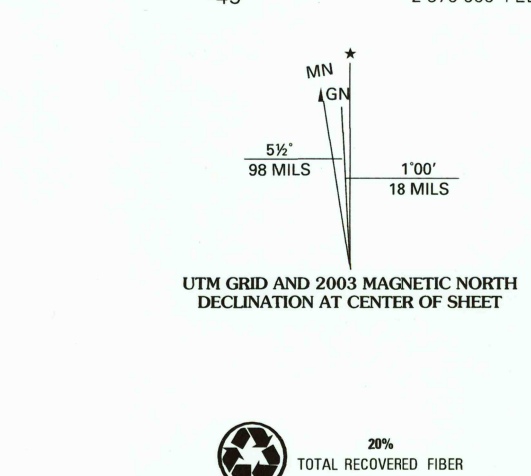 MN
GN
5½°
98 MILS
1°00'
18 MILS
UTM GRID AND 2003 MAGNETIC NORTH
DECLINATION AT CENTER OF SHEET
20%
TOTAL RECOVERED FIBER